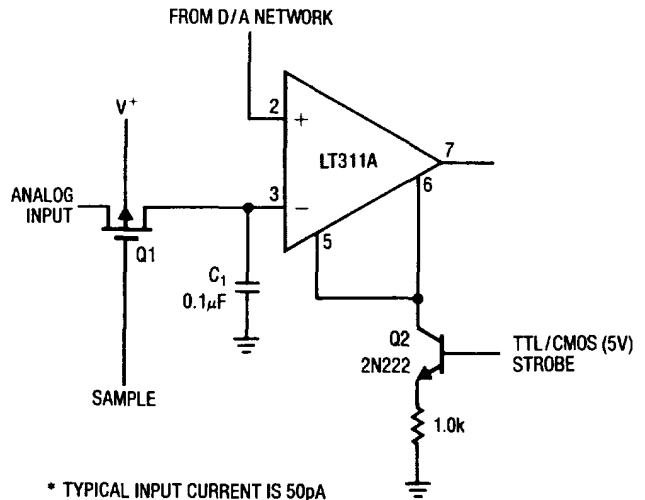 FROM D/A NETWORK
V+
2
+
7
LT311A
6
ANALOG
INPUT
3
−
5
Q1
C1
0.1µF
Q2
2N222
TTL/CMOS (5V)
STROBE
SAMPLE
1.0k
* TYPICAL INPUT CURRENT IS 50pA